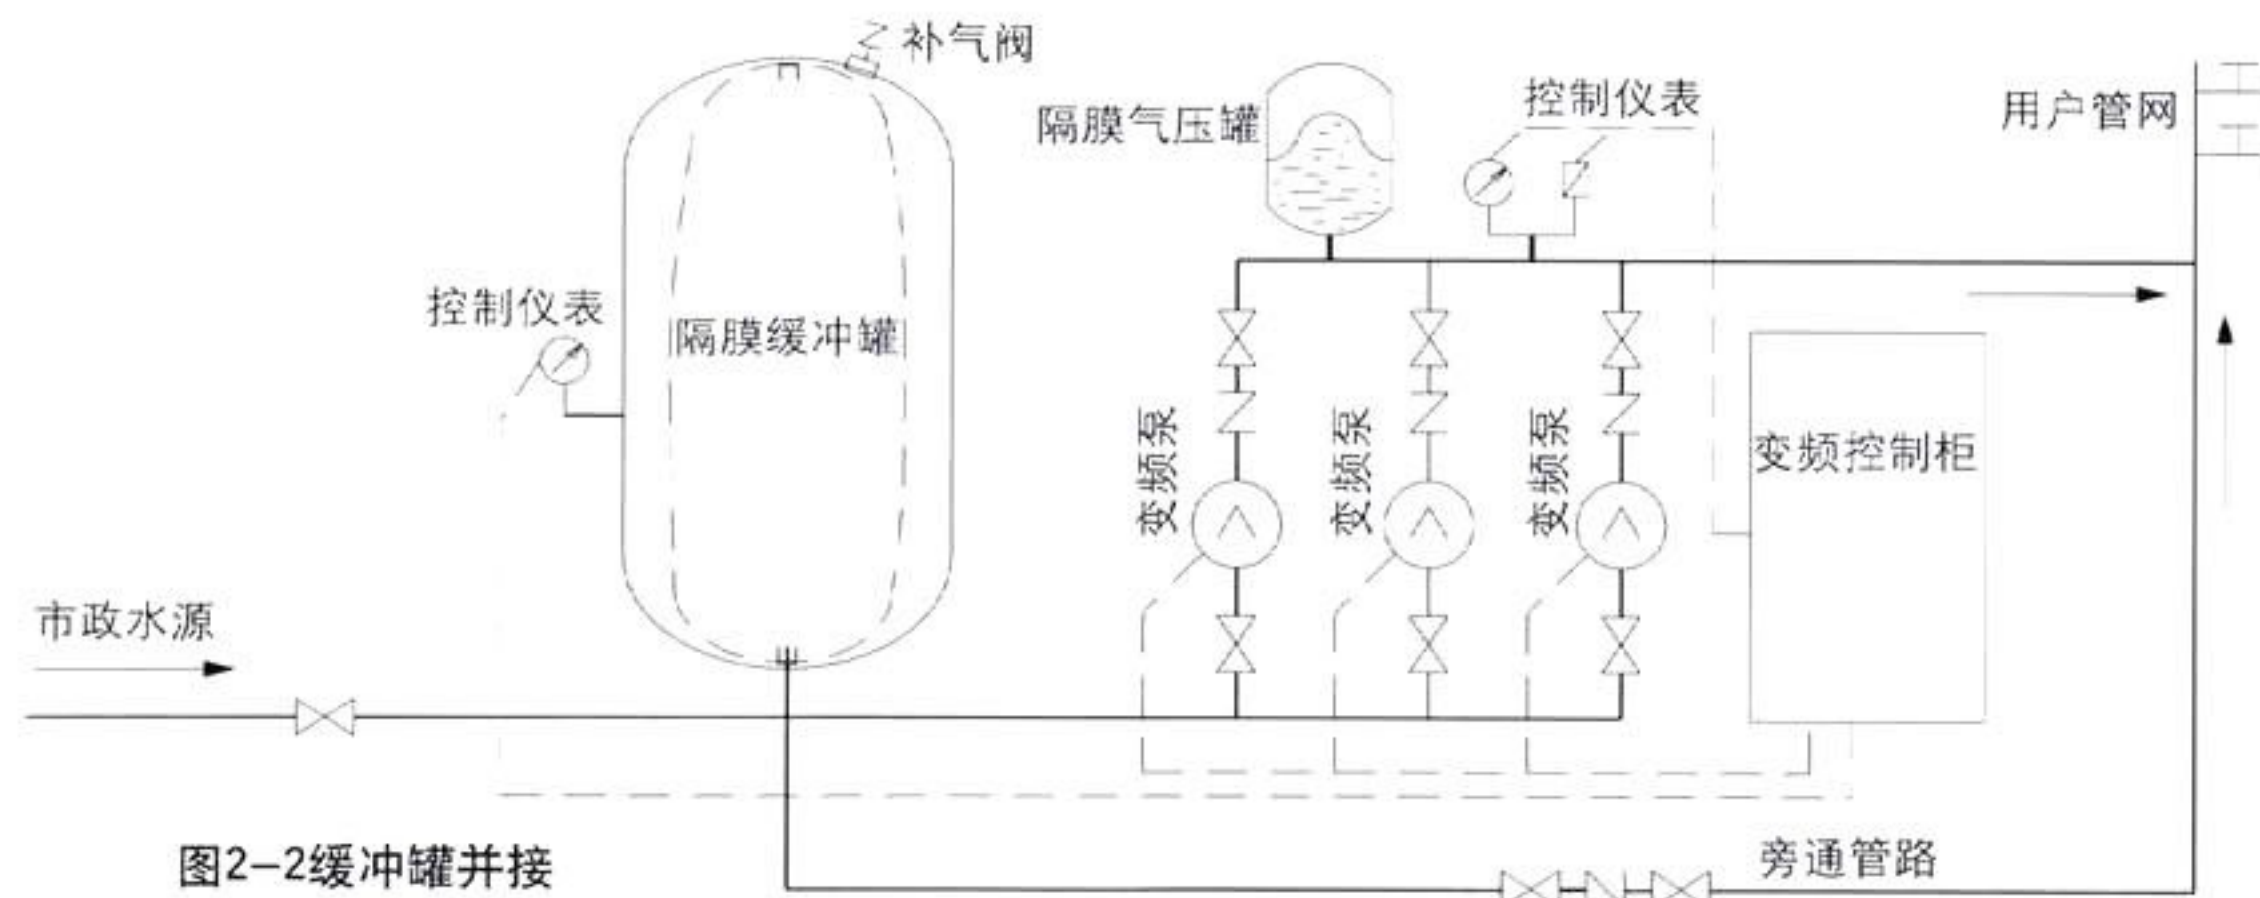 补气阀
隔膜气压罐
控制仪表
用户管网
控制仪表
隔膜缓冲罐
变频泵
变频泵
变频泵
变频控制柜
市政水源
图2-2缓冲罐并接
旁通管路